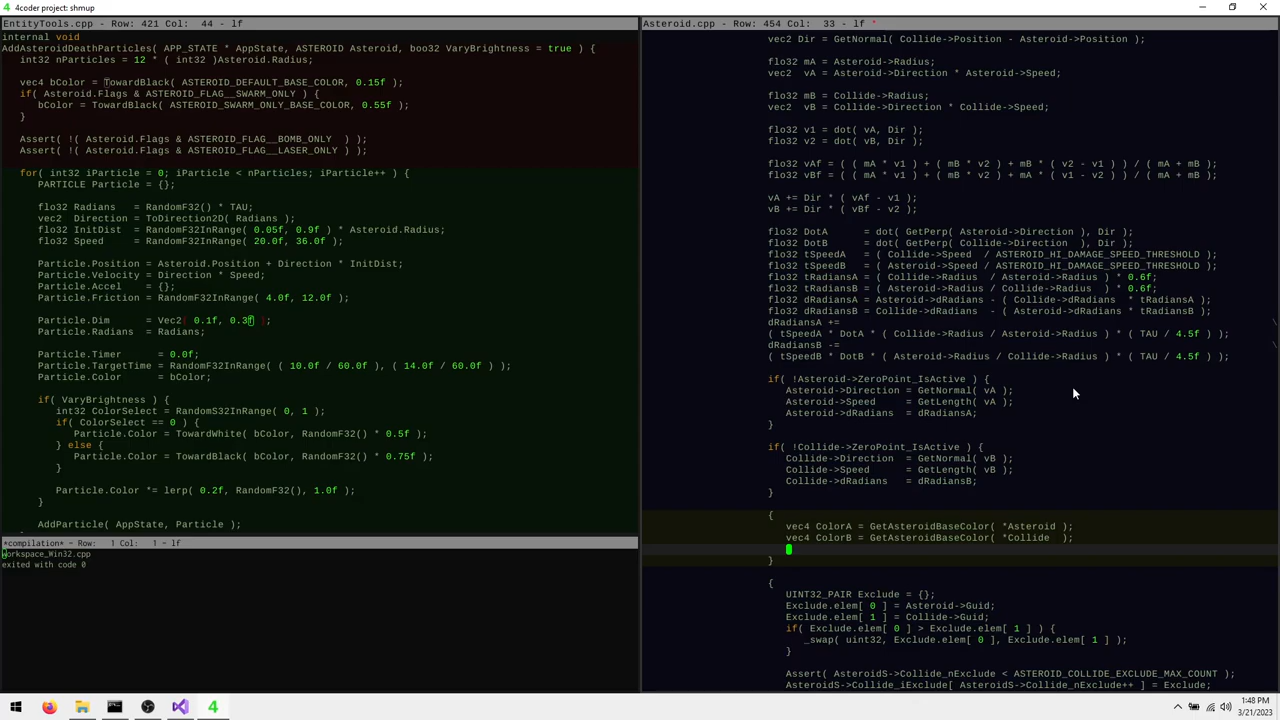 4coder project: shmup
EntityTools.cpp - Row: 421 Col:  44 - lf
internal void
AddAsteroidDeathParticles( APP_STATE * AppState, ASTEROID Asteroid, boo32 VaryBrightness = true ) {
int32 nParticles = 12 * ( int32 )Asteroid.Radius;
vec4 bColor = TowardBlack( ASTEROID_DEFAULT_BASE_COLOR, 0.15f );
if( Asteroid.Flags & ASTEROID_FLAG__SWARM_ONLY ) {
bColor = TowardBlack( ASTEROID_SWARM_ONLY_BASE_COLOR, 0.55f );
}
Assert( !( Asteroid.Flags & ASTEROID_FLAG__BOMB_ONLY  ) );
Assert( !( Asteroid.Flags & ASTEROID_FLAG__LASER_ONLY ) );
for( int32 iParticle = 0; iParticle < nParticles; iParticle++ ) {
PARTICLE Particle = {};
flo32 Radians   = RandomF32() * TAU;
vec2  Direction = ToDirection2D( Radians );
flo32 InitDist  = RandomF32InRange( 0.05f, 0.9f ) * Asteroid.Radius;
flo32 Speed     = RandomF32InRange( 20.0f, 36.0f );
Particle.Position = Asteroid.Position + Direction * InitDist;
Particle.Velocity = Direction * Speed;
Particle.Accel    = {};
Particle.Friction = RandomF32InRange( 4.0f, 12.0f );
Particle.Dim      = Vec2( 0.1f, 0.3f );
Particle.Radians  = Radians;
Particle.Timer      = 0.0f;
Particle.TargetTime = RandomF32InRange( ( 10.0f / 60.0f ), ( 14.0f / 60.0f ) );
Particle.Color      = bColor;
if( VaryBrightness ) {
int32 ColorSelect = RandomS32InRange( 0, 1 );
if( ColorSelect == 0 ) {
Particle.Color = TowardWhite( bColor, RandomF32() * 0.5f );
} else {
Particle.Color = TowardBlack( bColor, RandomF32() * 0.75f );
}
Particle.Color *= lerp( 0.2f, RandomF32(), 1.0f );
}
AddParticle( AppState, Particle );
*compilation* - Row:  1 Col:  1 - lf
workspace_Win32.cpp
exited with code 0
Asteroid.cpp - Row: 454 Col:  33 - lf *
vec2 Dir = GetNormal( Collide->Position - Asteroid->Position );
flo32 mA = Asteroid->Radius;
vec2  vA = Asteroid->Direction * Asteroid->Speed;
flo32 mB = Collide->Radius;
vec2  vB = Collide->Direction * Collide->Speed;
flo32 v1 = dot( vA, Dir );
flo32 v2 = dot( vB, Dir );
flo32 vAf = ( ( mA * v1 ) + ( mB * v2 ) + mB * ( v2 - v1 ) ) / ( mA + mB );
flo32 vBf = ( ( mA * v1 ) + ( mB * v2 ) + mA * ( v1 - v2 ) ) / ( mA + mB );
vA += Dir * ( vAf - v1 );
vB += Dir * ( vBf - v2 );
flo32 DotA      = dot( GetPerp( Asteroid->Direction ), Dir );
flo32 DotB      = dot( GetPerp( Collide->Direction  ), Dir );
flo32 tSpeedA   = ( Collide->Speed  / ASTEROID_HI_DAMAGE_SPEED_THRESHOLD );
flo32 tSpeedB   = ( Asteroid->Speed / ASTEROID_HI_DAMAGE_SPEED_THRESHOLD );
flo32 tRadiansA = ( Collide->Radius  / Asteroid->Radius ) * 0.6f;
flo32 tRadiansB = ( Asteroid->Radius / Collide->Radius  ) * 0.6f;
flo32 dRadiansA = Asteroid->dRadians - ( Collide->dRadians  * tRadiansA );
flo32 dRadiansB = Collide->dRadians  - ( Asteroid->dRadians * tRadiansB );
dRadiansA +=
( tSpeedA * DotA * ( Collide->Radius / Asteroid->Radius ) * ( TAU / 4.5f ) );
dRadiansB -=
( tSpeedB * DotB * ( Asteroid->Radius / Collide->Radius ) * ( TAU / 4.5f ) );
if( !Asteroid->ZeroPoint_IsActive ) {
Asteroid->Direction = GetNormal( vA );
Asteroid->Speed     = GetLength( vA );
Asteroid->dRadians  = dRadiansA;
}
if( !Collide->ZeroPoint_IsActive ) {
Collide->Direction  = GetNormal( vB );
Collide->Speed      = GetLength( vB );
Collide->dRadians   = dRadiansB;
}
{
vec4 ColorA = GetAsteroidBaseColor( *Asteroid );
vec4 ColorB = GetAsteroidBaseColor( *Collide  );
}
{
UINT32_PAIR Exclude = {};
Exclude.elem[ 0 ] = Asteroid->Guid;
Exclude.elem[ 1 ] = Collide->Guid;
if( Exclude.elem[ 0 ] > Exclude.elem[ 1 ] ) {
_swap( uint32, Exclude.elem[ 0 ], Exclude.elem[ 1 ] );
}
Assert( AsteroidS->Collide_nExclude < ASTEROID_COLLIDE_EXCLUDE_MAX_COUNT );
AsteroidS->Collide_iExclude[ AsteroidS->Collide_nExclude++ ] = Exclude;
1:48 PM
3/21/2023